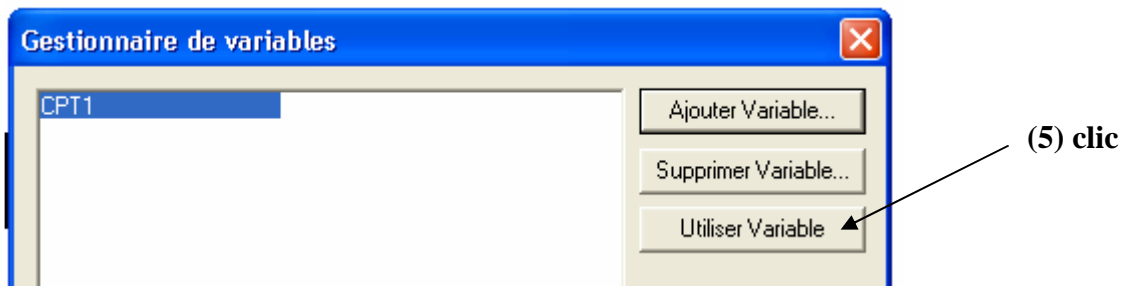 Gestionnaire de variables
CPT1
Ajouter Variable...
(5) clic
Supprimer Variable...
Utiliser Variable